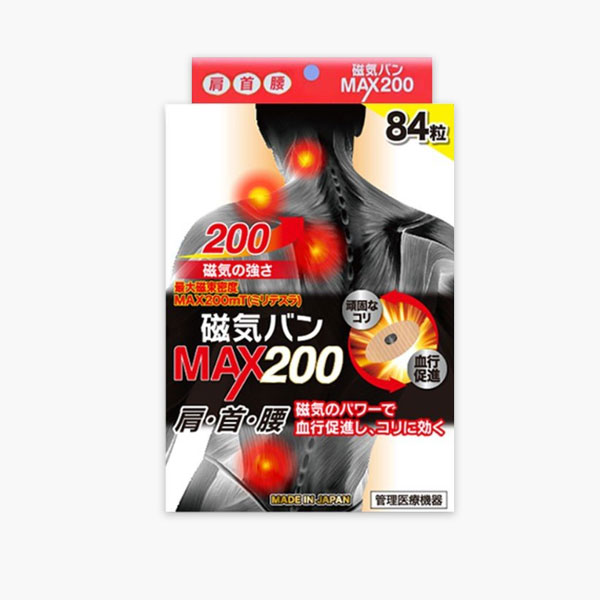 肩 首 腰
磁気バン
MAX200
84粒
200
磁気の強さ
最大磁束密度
MAX200mT(ミリテスラ)
頑固な
コリ
血行
促進
磁気バン
MAX200
肩・首・腰
磁気のパワーで
血行促進し、コリに効く
MADE IN JAPAN
管理医療機器